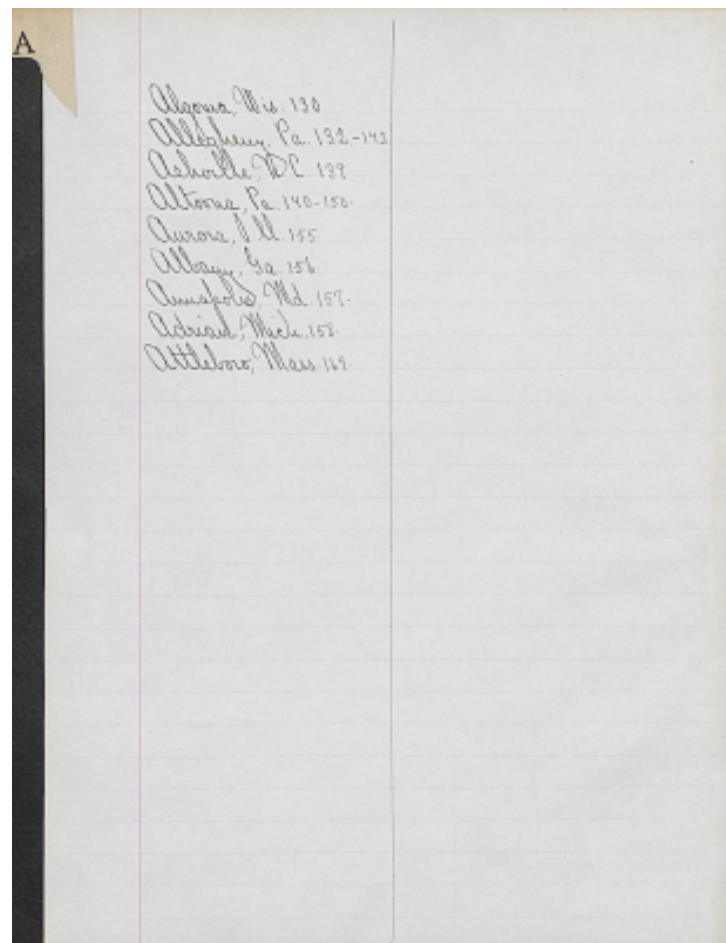 A
Algoma, Wis. 130
Allegheny, Pa. 132-142
Ashville, N.C. 139
Altoona, Pa. 140-150.
Aurora, Ill. 155
Albany, Ga. 156.
Annapolis, Md. 157.
Adrian, Mich. 158.
Attleboro, Mass. 169.